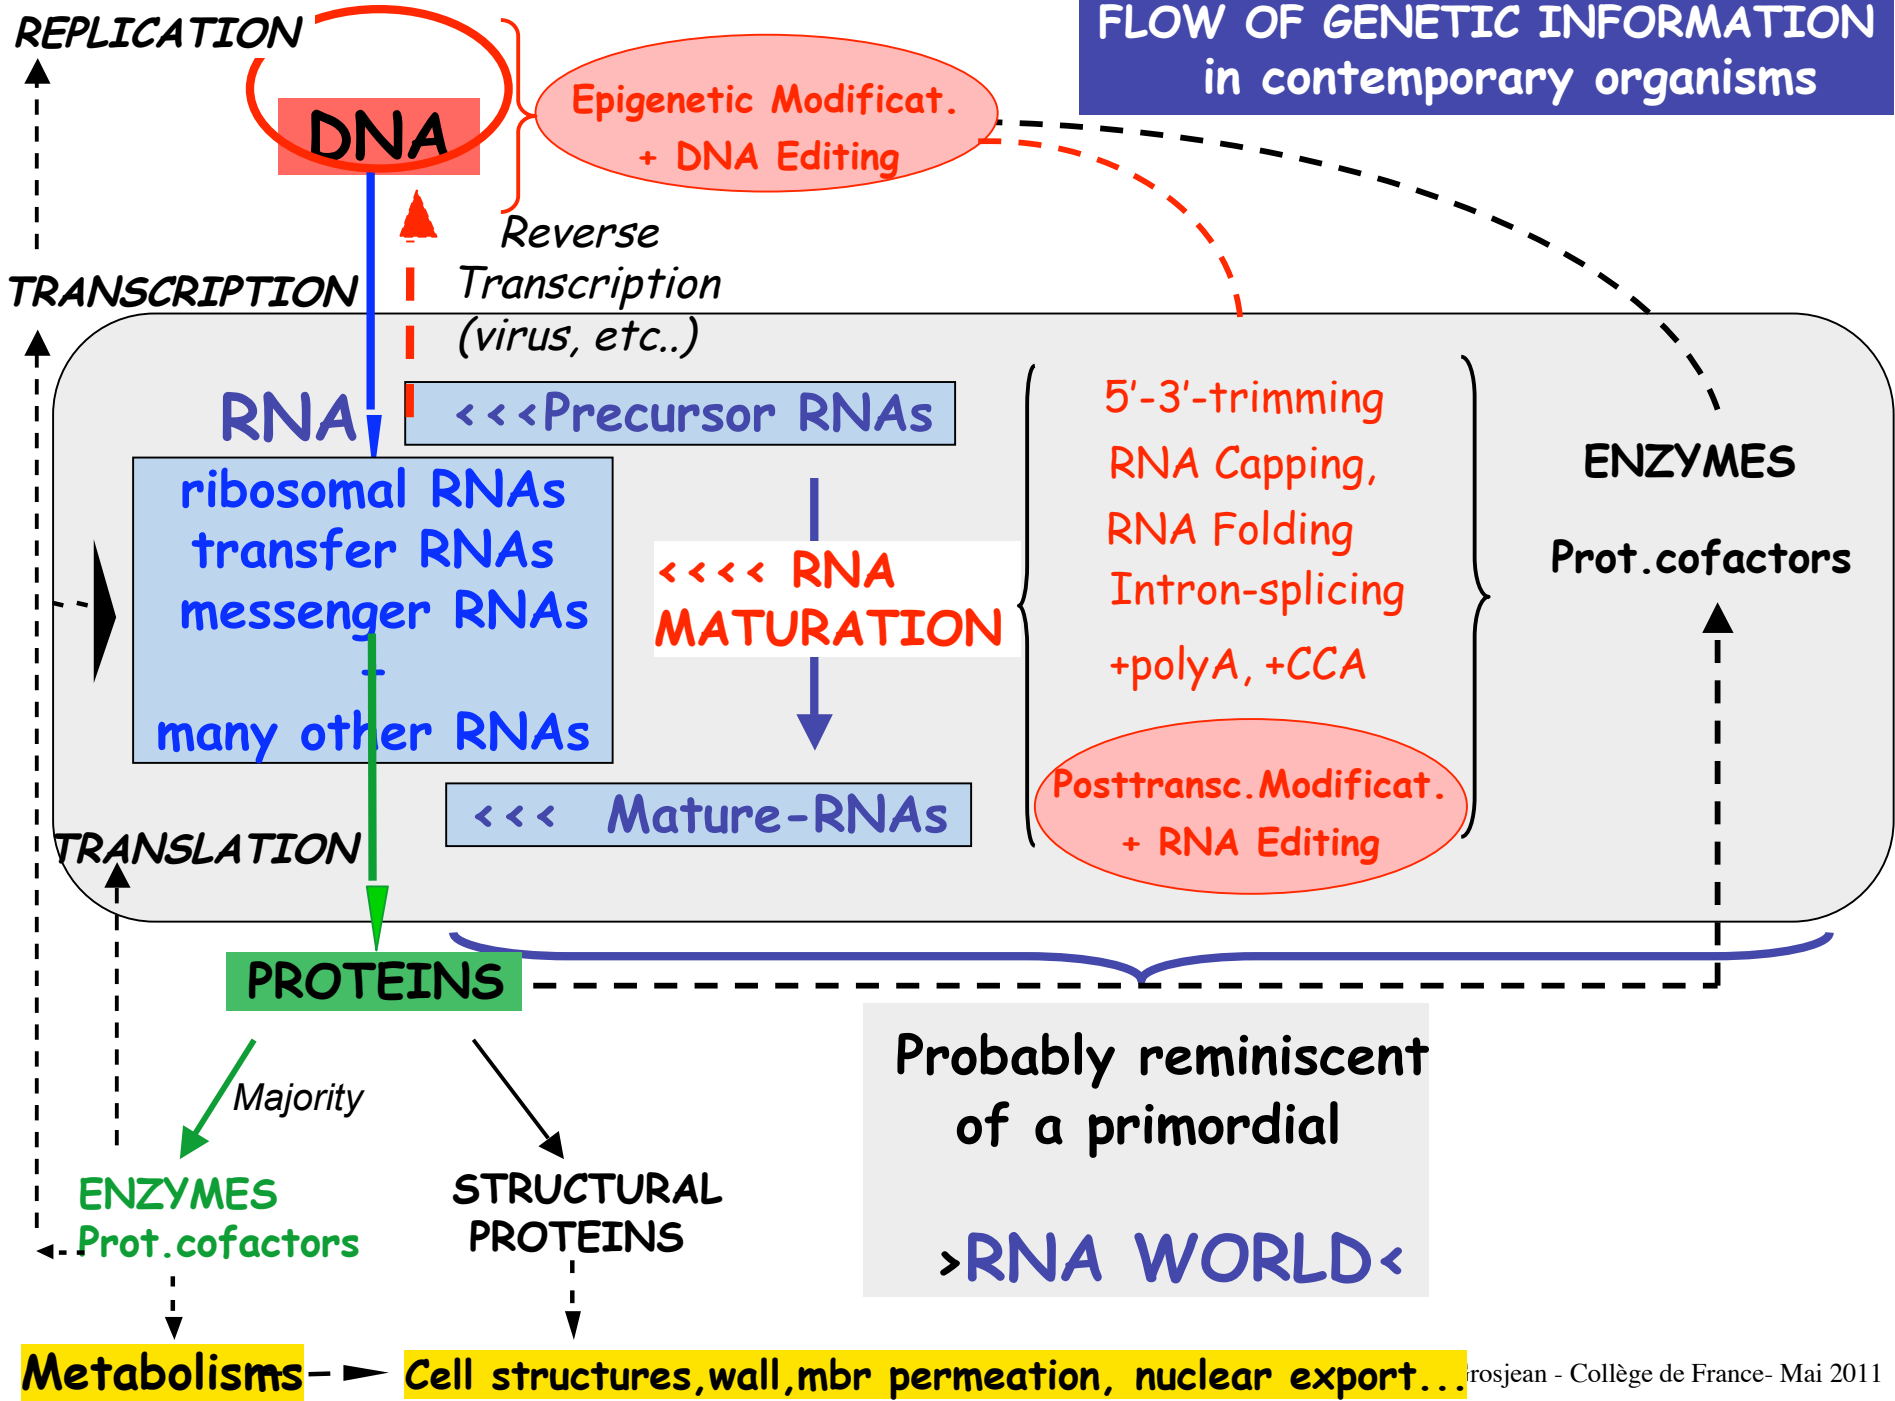 REPLICATION
FLOW OF GENETIC INFORMATION
in contemporary organisms
DNA
Epigenetic Modificat.
+ DNA Editing
Reverse
Transcription
(virus, etc..)
TRANSCRIPTION
RNA
<<<Precursor RNAs
ribosomal RNAs
transfer RNAs
messenger RNAs
+
many other RNAs
<<<< RNA
MATURATION
<<< Mature-RNAs
5'-3'-trimming
RNA Capping,
RNA Folding
Intron-splicing
+polyA, +CCA
Posttransc.Modificat.
+ RNA Editing
ENZYMES
Prot.cofactors
TRANSLATION
PROTEINS
Majority
ENZYMES
Prot.cofactors
STRUCTURAL
PROTEINS
Probably reminiscent
of a primordial
>RNA WORLD<
Metabolisms
Cell structures,wall,mbr permeation, nuclear export...
rosjean - Collège de France- Mai 2011